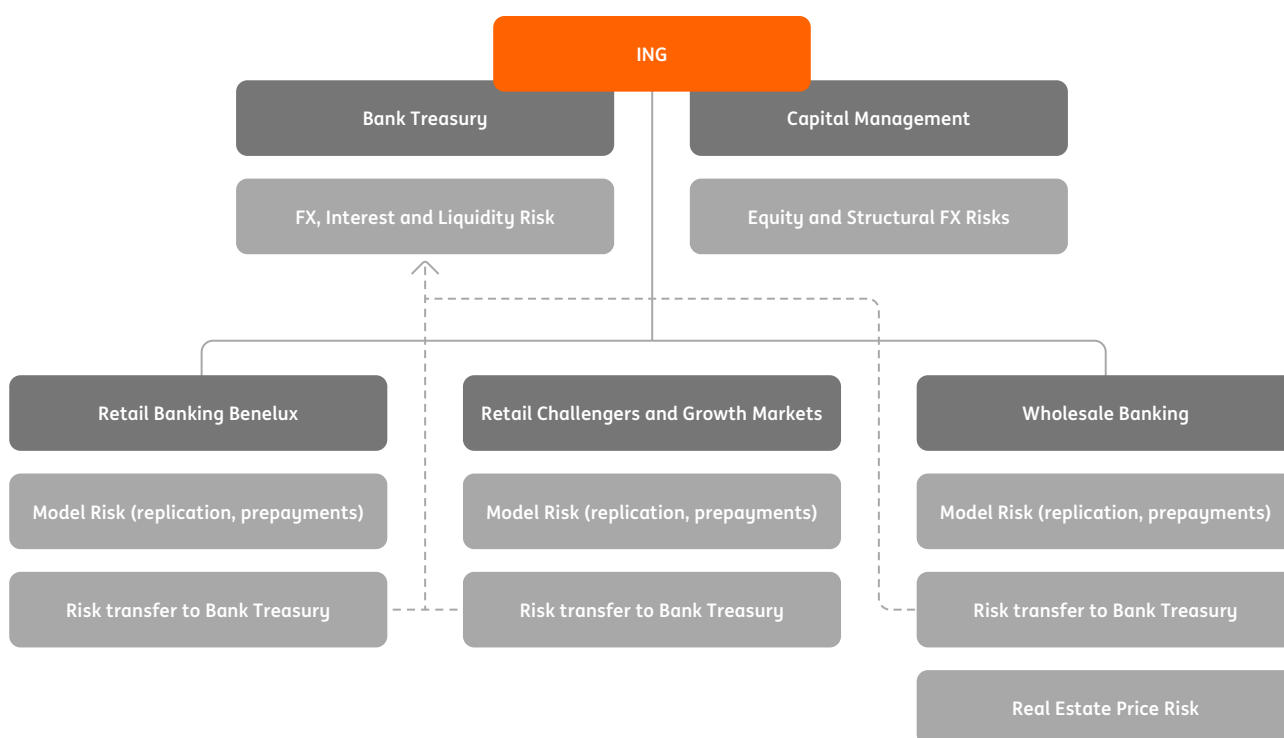 ING
Bank Treasury
Capital Management
FX, Interest and Liquidity Risk
Equity and Structural FX Risks
Retail Banking Benelux
Retail Challengers and Growth Markets
Wholesale Banking
Model Risk (replication, prepayments)
Model Risk (replication, prepayments)
Model Risk (replication, prepayments)
Risk transfer to Bank Treasury
Risk transfer to Bank Treasury
Risk transfer to Bank Treasury
Real Estate Price Risk